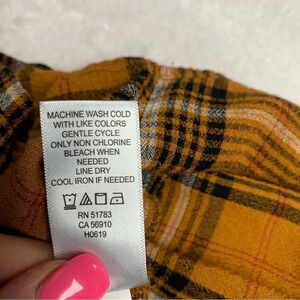 MACHINE WASH COLD
WITH LIKE COLORS
GENTLE CYCLE
ONLY NON CHLORINE
BLEACH WHEN
NEEDED
LINE DRY
COOL IRON IF NEEDED
RN 51783
CA 56910
H0619